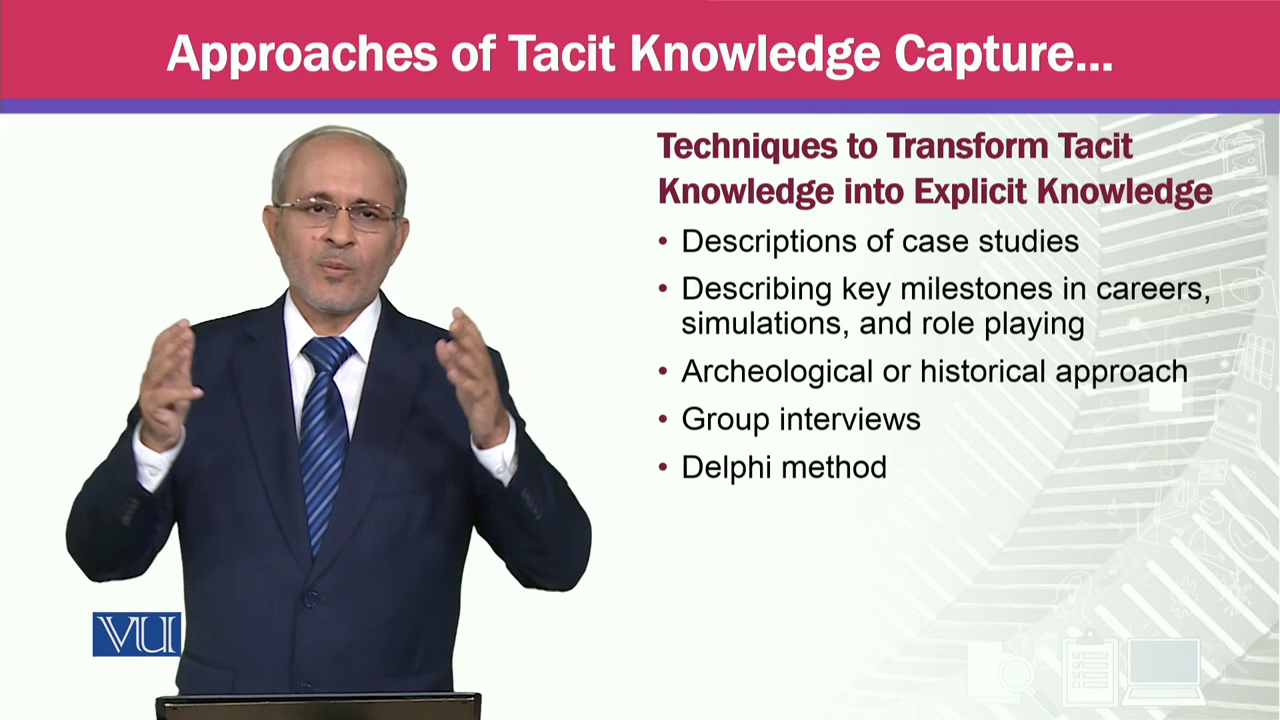 Approaches of Tacit Knowledge Capture...
Techniques to Transform Tacit
Knowledge into Explicit Knowledge
• Descriptions of case studies
• Describing key milestones in careers,
simulations, and role playing
• Archeological or historical approach
• Group interviews
• Delphi method
VU